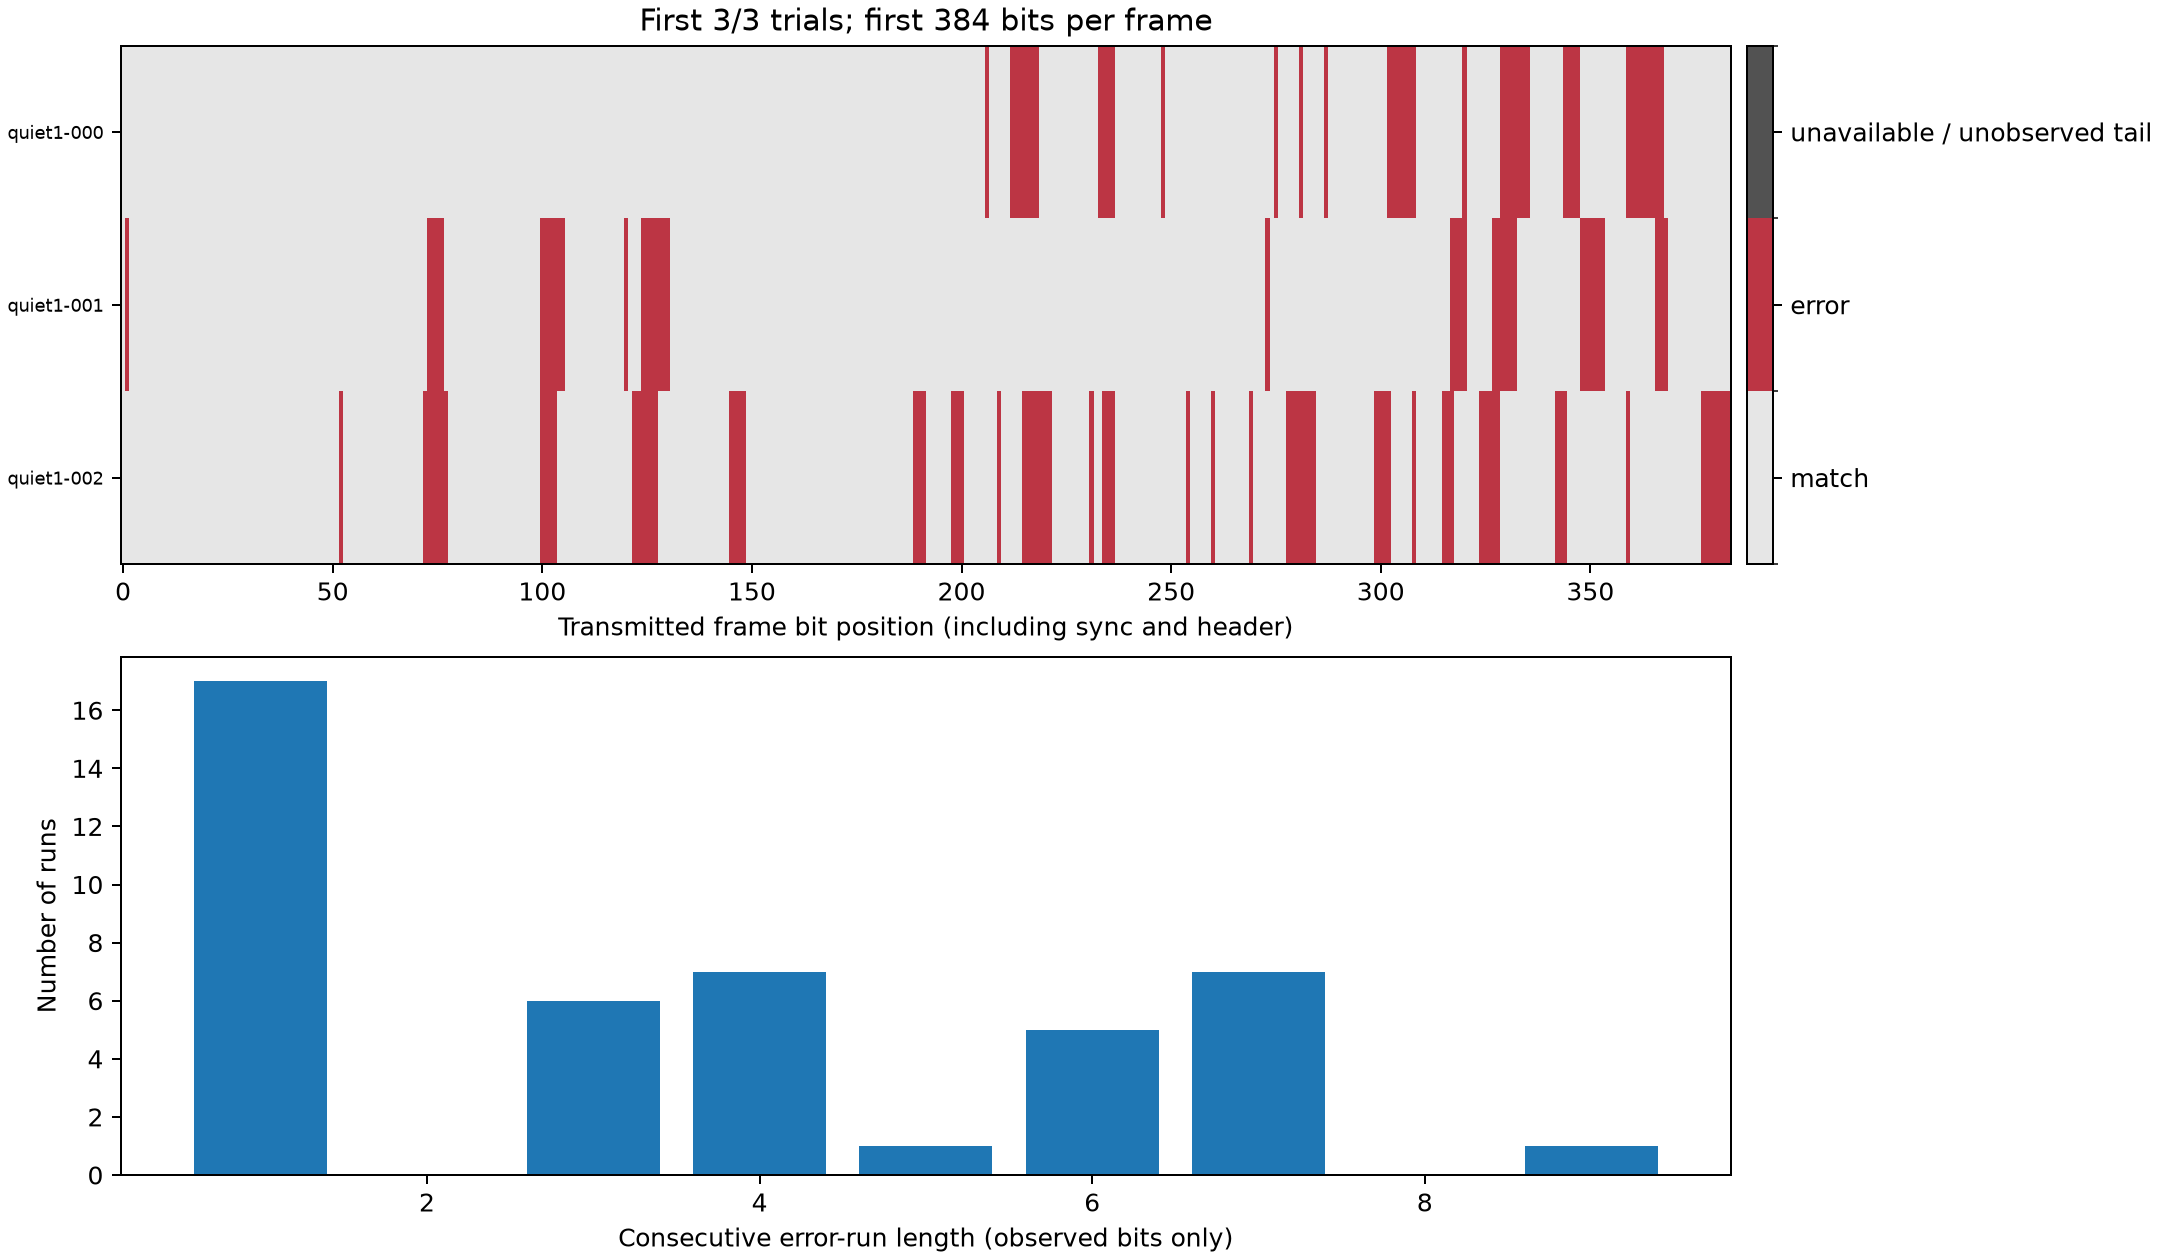 First 3/3 trials; first 384 bits per frame
quiet1-000
quiet1-001
quiet1-002
unavailable / unobserved tail
error
match
0 50 100 150 200 250 300 350
Transmitted frame bit position (including sync and header)
16
14
12
10
8
6
4
2
0
Number of runs
2 4 6 8
Consecutive error-run length (observed bits only)